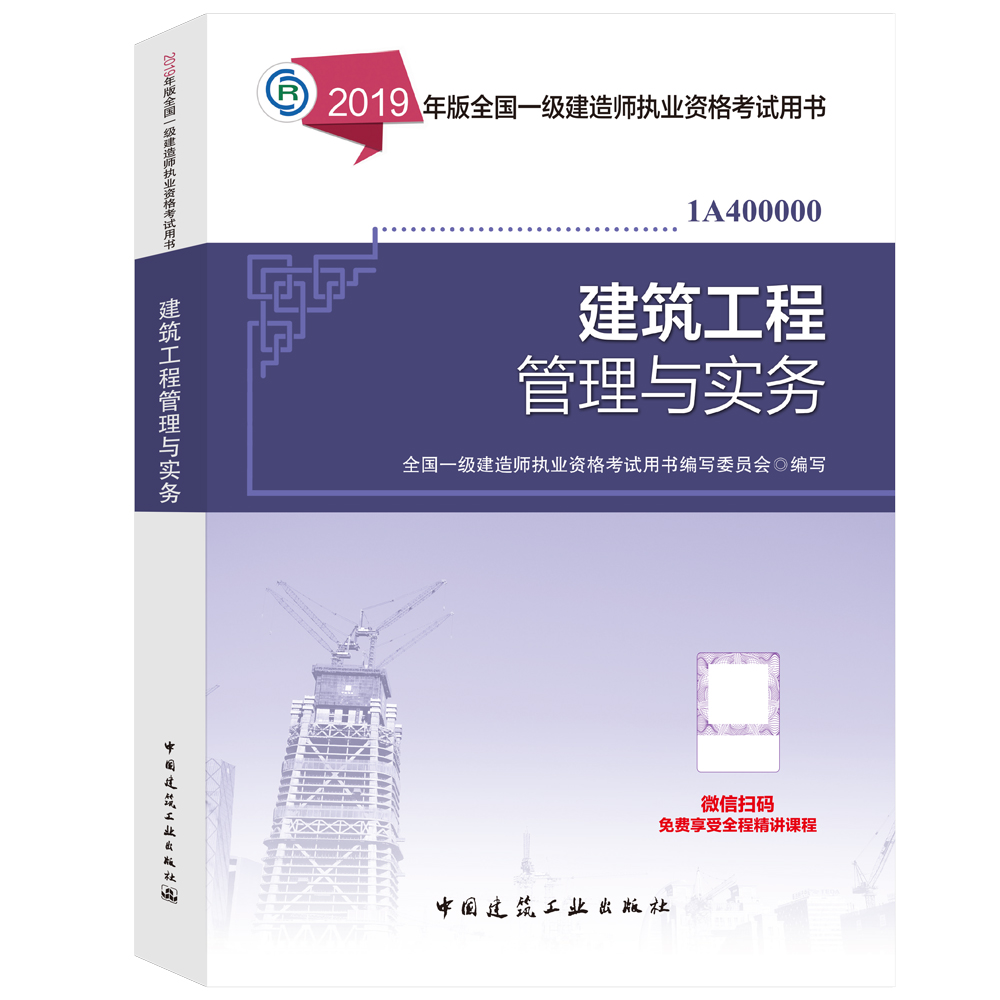 2019年版全国一级建造师执业资格考试用书
建筑工程管理与实务
中国建筑工业出版社
R
2019年版全国一级建造师执业资格考试用书
1A400000
建筑工程
管理与实务
全国一级建造师执业资格考试用书编写委员会◎编写
微信扫码
免费享受全程精讲课程
中国建筑工业出版社